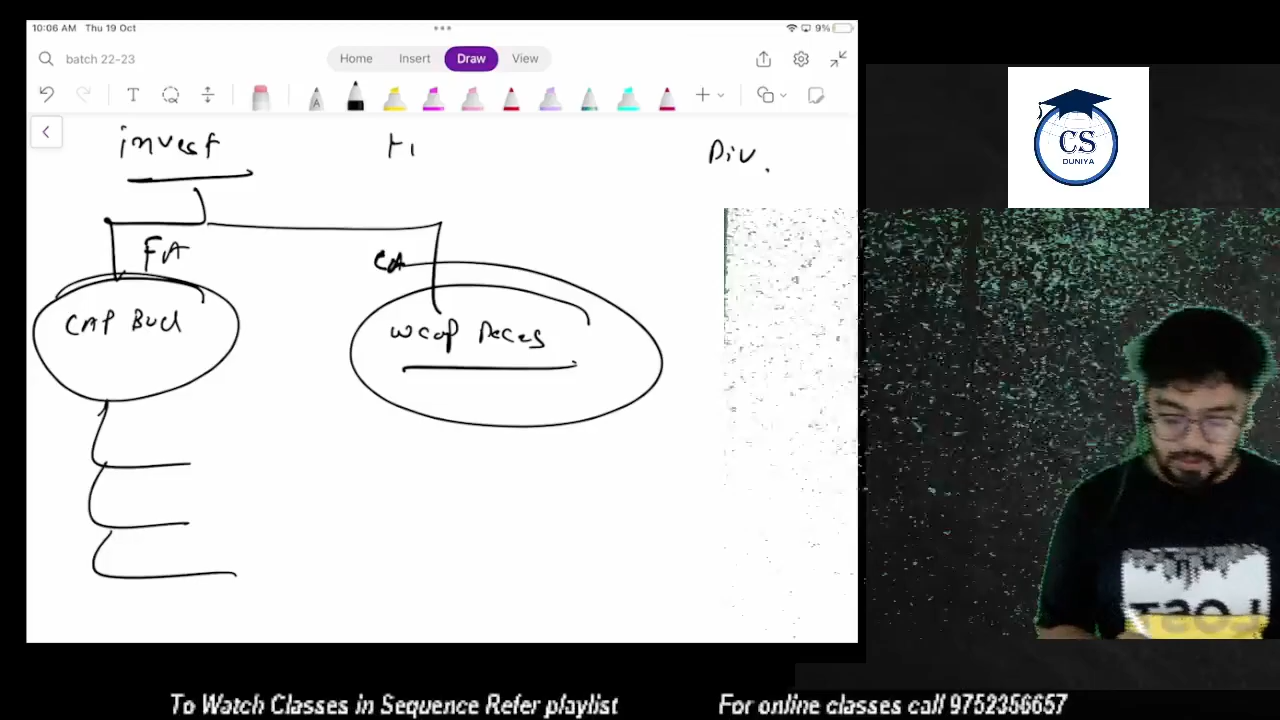 10:06 AM Thu 19 Oct
9%
batch 22-23
Home Insert Draw View
T
A
invest
Div.
FA
CA
CAP Bud
wcap Deces
CS
DUNIYA
LOST
To Watch Classes in Sequence Refer playlist
For online classes call 9752356657